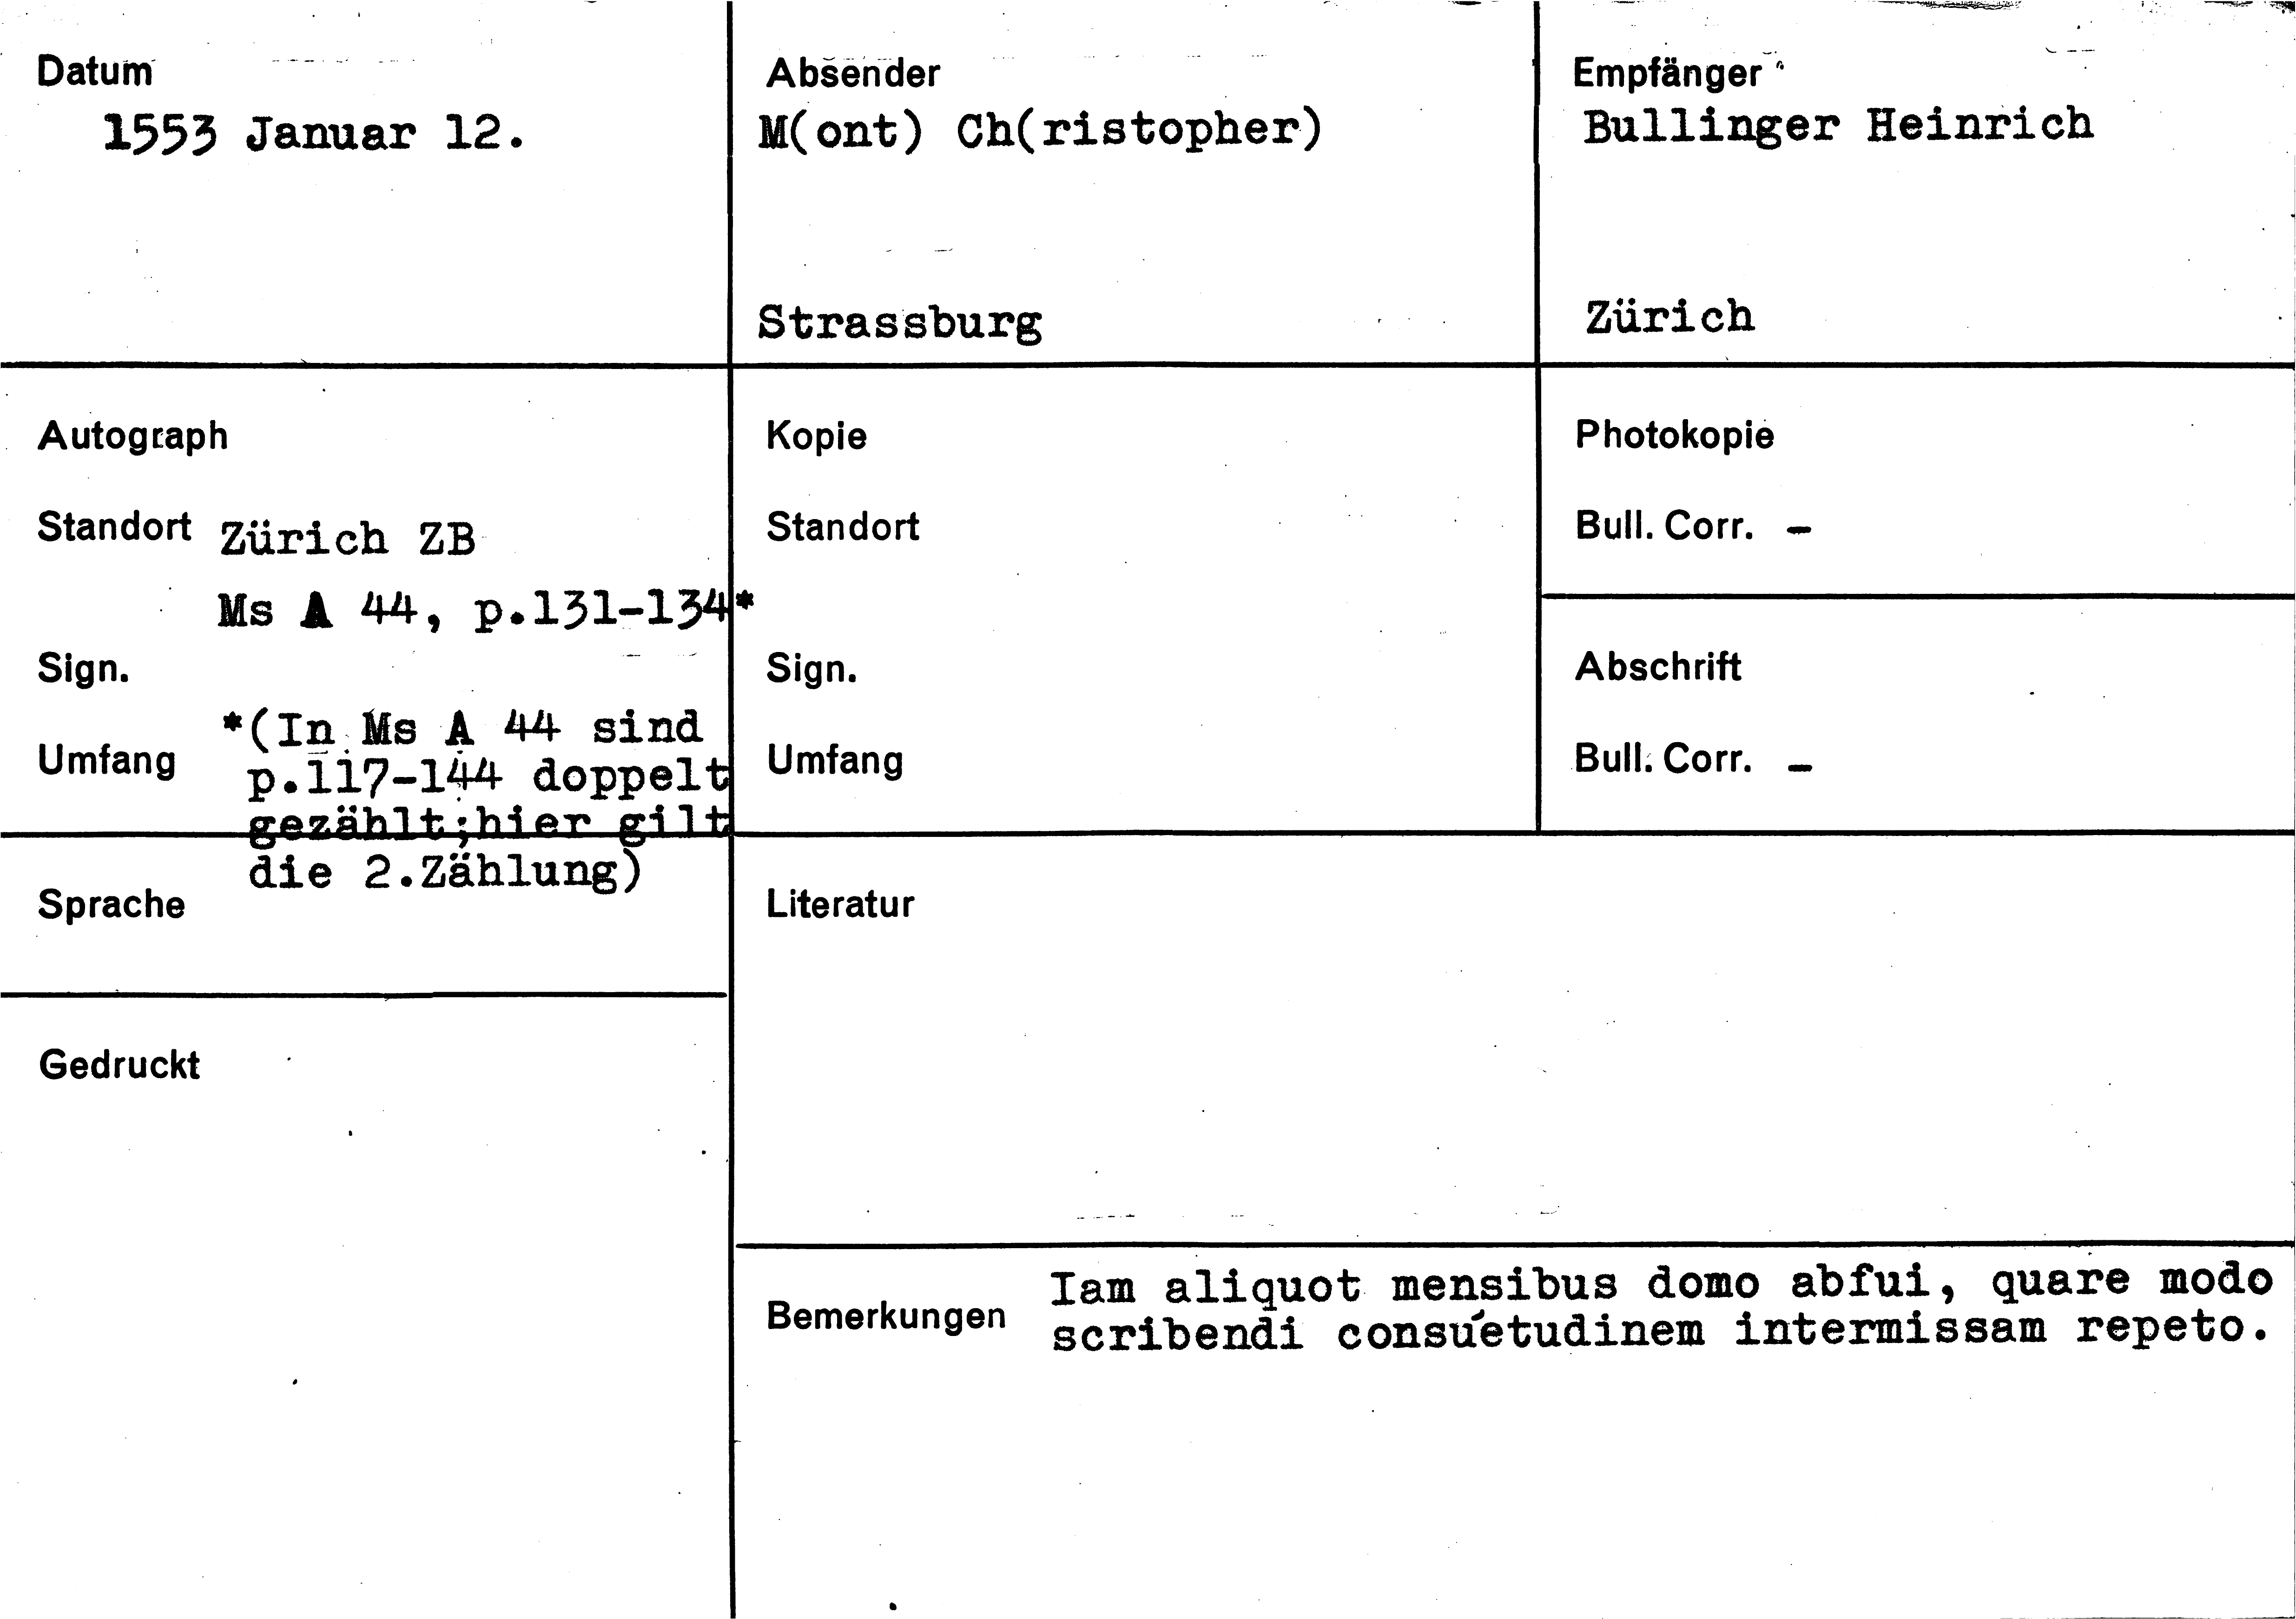 Datum
1553 Januar 12.
Absender
M(ont) Ch(ristopher)
Strassburg
Empfänger
Bullinger Heinrich
Zürich
Autograph
Standort Zürich ZB
Ms A 44, p.131-134*
Sign.
*(In Ms A 44 sind
Umfang p.117-144 doppelt
gezählt;hier gilt
die 2.Zählung)
Kopie
Standort
Sign.
Umfang
Photokopie
Bull. Corr. -
Abschrift
Bull. Corr. -
Sprache
Gedruckt
Literatur
Bemerkungen Iam aliquot mensibus domo abfui, quare modo
scribendi consuetudinem intermissam repeto.